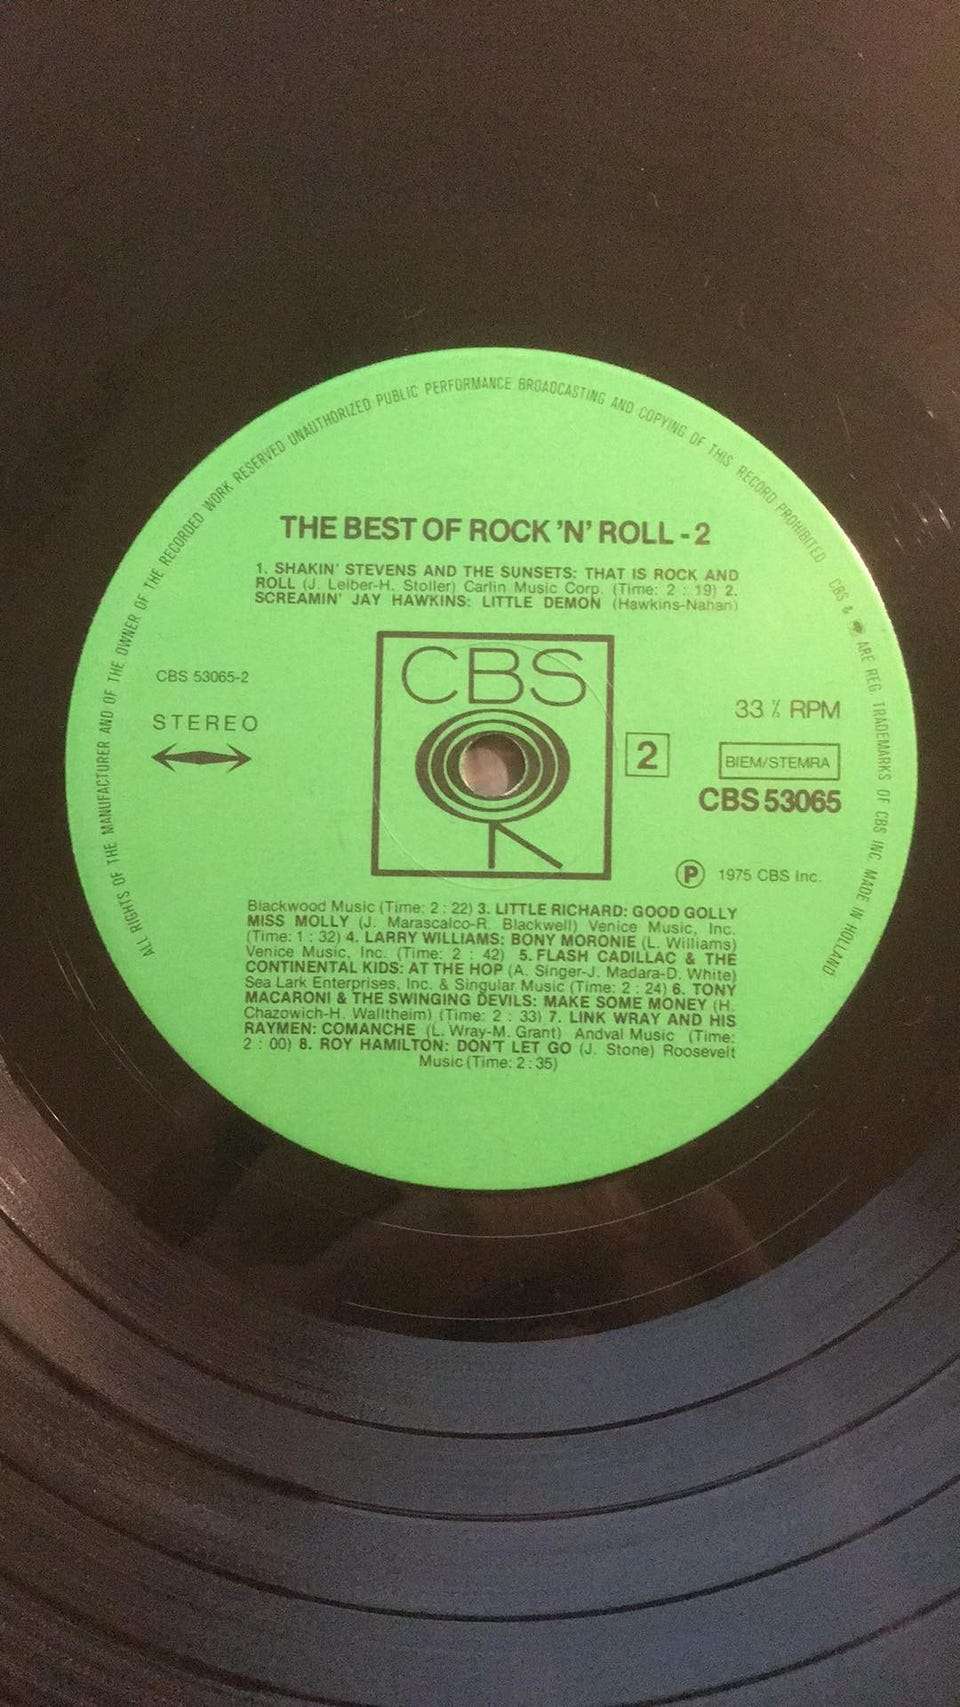 ALL RIGHTS OF THE MANUFACTURER AND OF THE OWNER OF THE RECORDED WORK RESERVED UNAUTHORIZED PUBLIC PERFORMANCE BROADCASTING AND COPYING OF THIS RECORD PROHIBITED CBS & ARE REG. TRADEMARKS OF CBS INC. MADE IN HOLLAND
THE BEST OF ROCK 'N' ROLL - 2
1. SHAKIN' STEVENS AND THE SUNSETS: THAT IS ROCK AND
ROLL (J. Leiber-H. Stoller) Carlin Music Corp. (Time: 2 : 19) 2.
SCREAMIN' JAY HAWKINS: LITTLE DEMON (Hawkins-Nahan)
CBS
CBS 53065-2
STEREO
2
33 ⅓ RPM
BIEM/STEMRA
CBS 53065
Ⓟ 1975 CBS Inc.
Blackwood Music (Time: 2 : 22) 3. LITTLE RICHARD: GOOD GOLLY
MISS MOLLY (J. Marascalco-R. Blackwell) Venice Music, Inc.
(Time: 1 : 32) 4. LARRY WILLIAMS: BONY MORONIE (L. Williams)
Venice Music, Inc. (Time: 2 : 42) 5. FLASH CADILLAC & THE
CONTINENTAL KIDS: AT THE HOP (A. Singer-J. Madara-D. White)
Sea Lark Enterprises, Inc. & Singular Music (Time: 2 : 24) 6. TONY
MACARONI & THE SWINGING DEVILS: MAKE SOME MONEY (H.
Chazowich-H. Walltheim) (Time: 2 : 33) 7. LINK WRAY AND HIS
RAYMEN: COMANCHE (L. Wray-M. Grant) Andval Music (Time:
2 : 00) 8. ROY HAMILTON: DON'T LET GO (J. Stone) Roosevelt
Music (Time: 2 : 35)